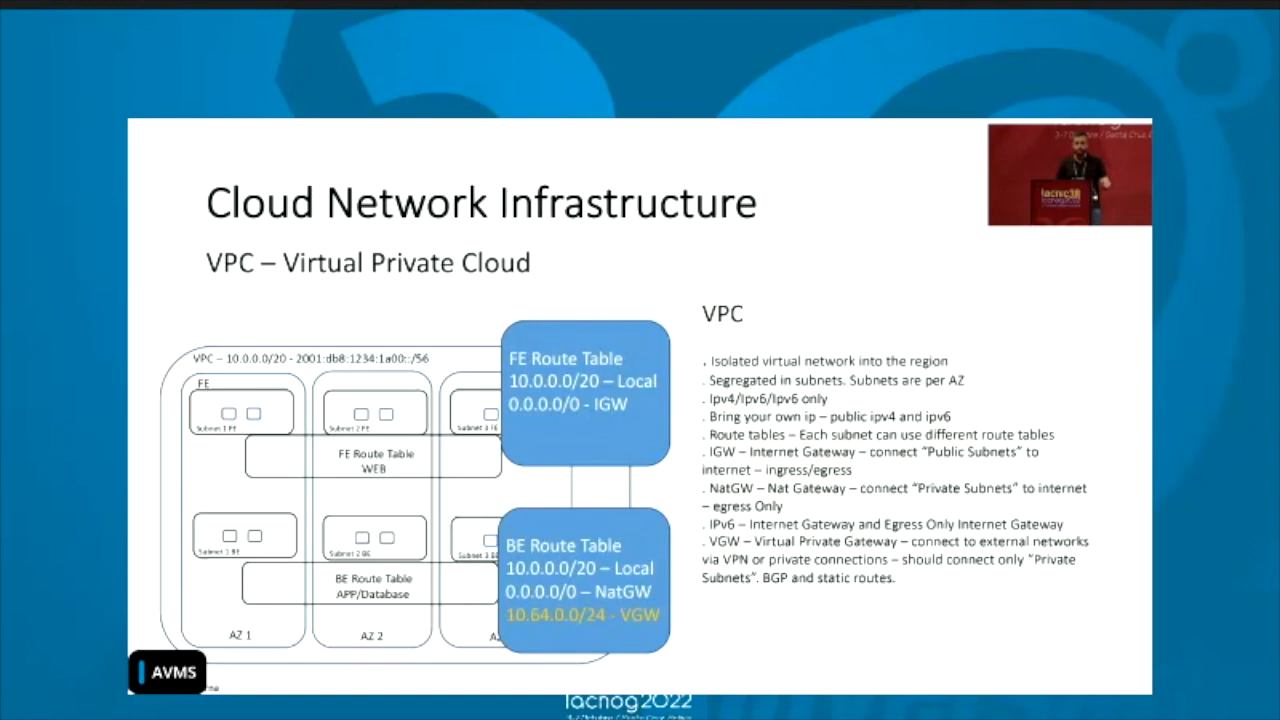 Cloud Network Infrastructure
VPC – Virtual Private Cloud
VPC – 10.0.0.0/20 - 2001:db8:1234:1a00::/56
FE
Subnet 1 FE
Subnet 2 FE
Subnet 3 FE
FE Route Table
WEB
Subnet 1 BE
Subnet 2 BE
Subnet 3 BE
BE Route Table
APP/Database
AZ 1
AZ 2
FE Route Table
10.0.0.0/20 – Local
0.0.0.0/0 - IGW
BE Route Table
10.0.0.0/20 – Local
0.0.0.0/0 – NatGW
10.64.0.0/24 - VGW
VPC
. Isolated virtual network into the region
. Segregated in subnets. Subnets are per AZ
. Ipv4/Ipv6/Ipv6 only
. Bring your own ip – public ipv4 and ipv6
. Route tables – Each subnet can use different route tables
. IGW – Internet Gateway – connect “Public Subnets” to
internet – ingress/egress
. NatGW – Nat Gateway – connect “Private Subnets” to internet
– egress Only
. IPv6 – Internet Gateway and Egress Only Internet Gateway
. VGW – Virtual Private Gateway – connect to external networks
via VPN or private connections – should connect only “Private
Subnets”. BGP and static routes.
lacnic38
lacnog2022
AVMS
lacnog2022